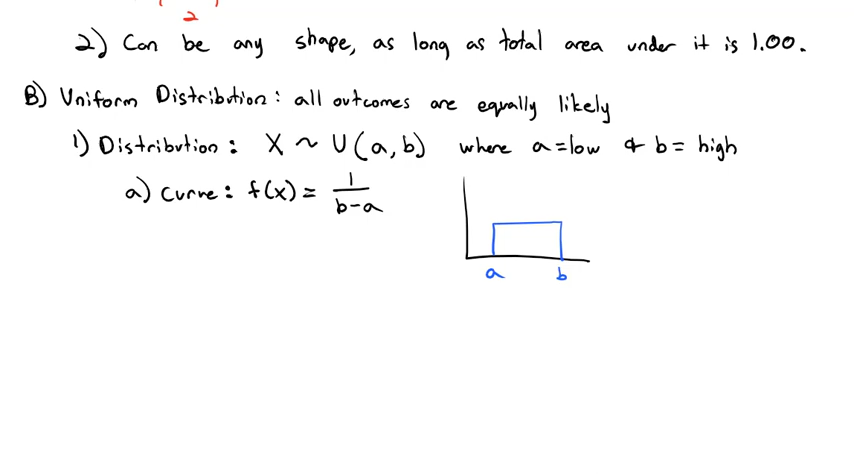 2
2) Can be any shape, as long as total area under it is 1.00.
B) Uniform Distribution: all outcomes are equally likely
1) Distribution: X ~ U(a, b) where a=low & b= high
a) Curve: f(x) = 1/(b-a)
a b